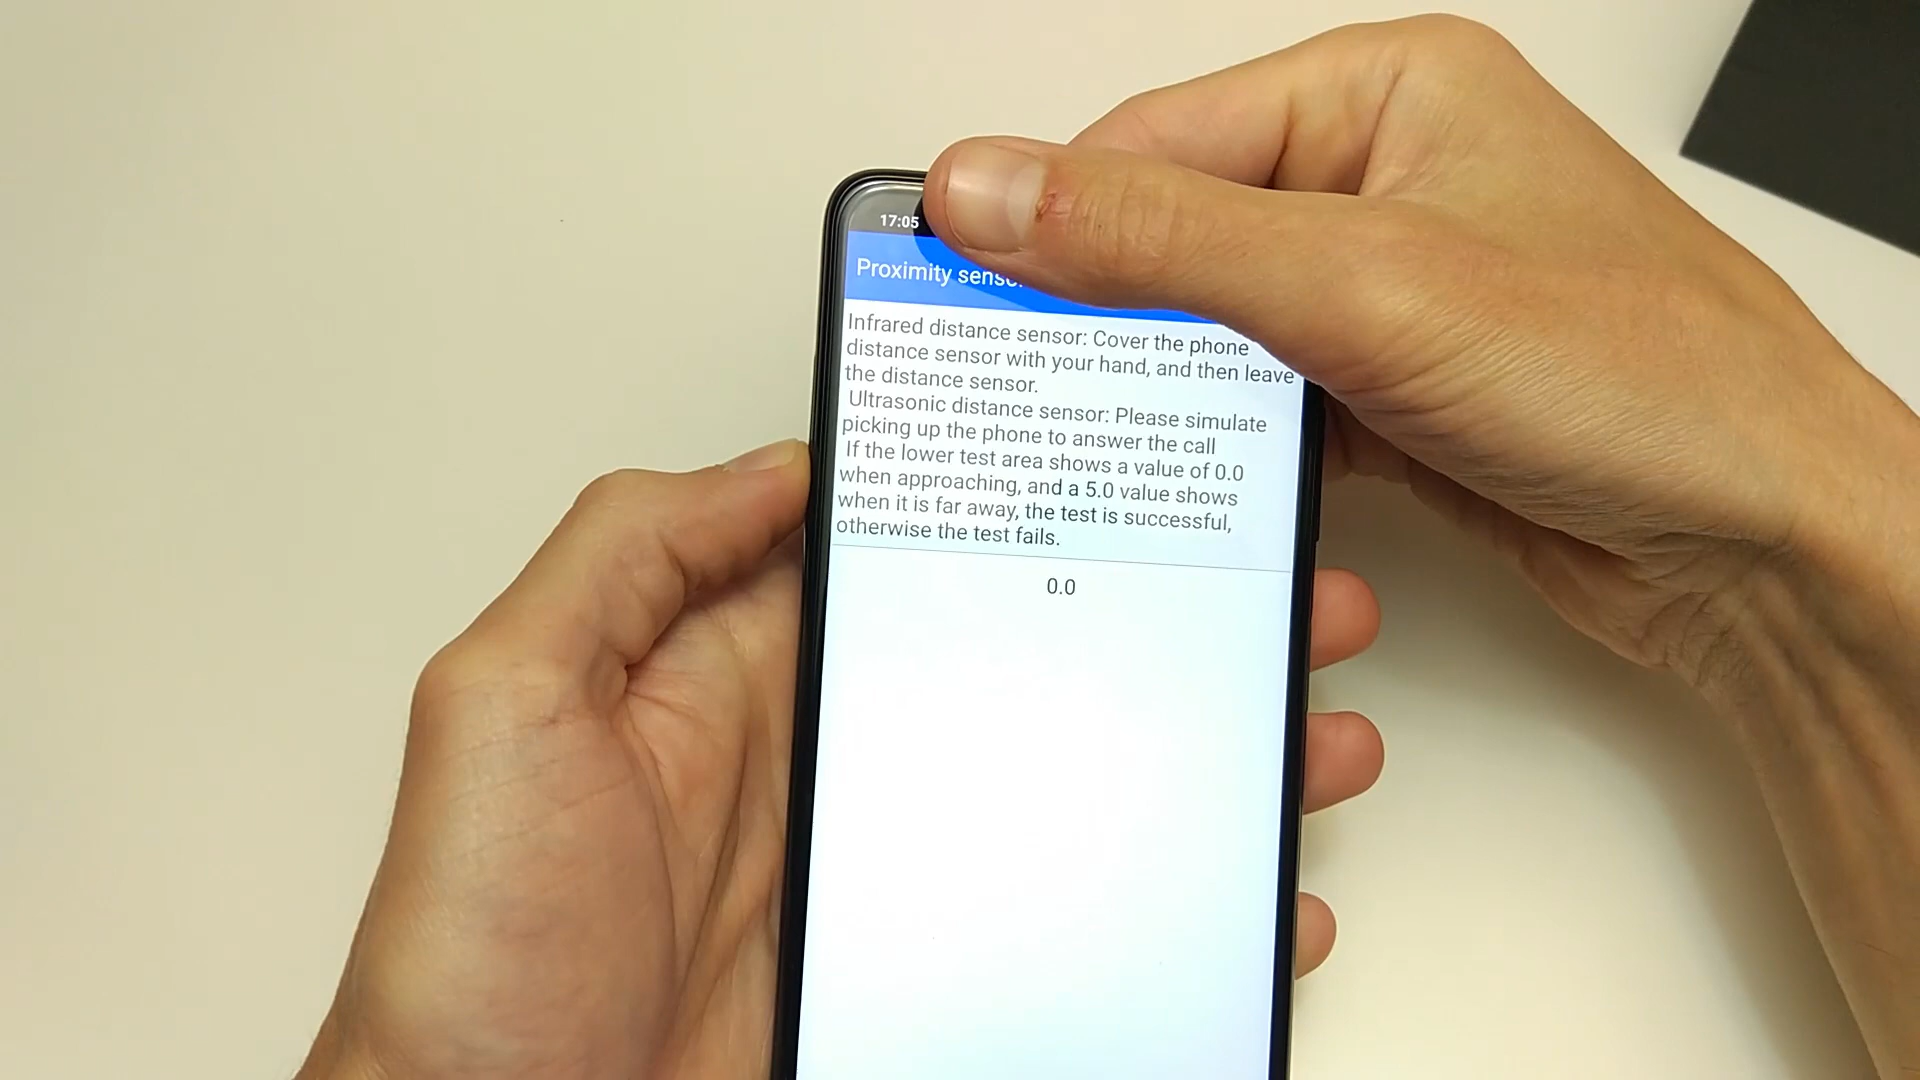 17:05
Proximity sensor
Infrared distance sensor: Cover the phone
distance sensor with your hand, and then leave
the distance sensor.
Ultrasonic distance sensor: Please simulate
picking up the phone to answer the call
If the lower test area shows a value of 0.0
when approaching, and a 5.0 value shows
when it is far away, the test is successful,
otherwise the test fails.
0.0